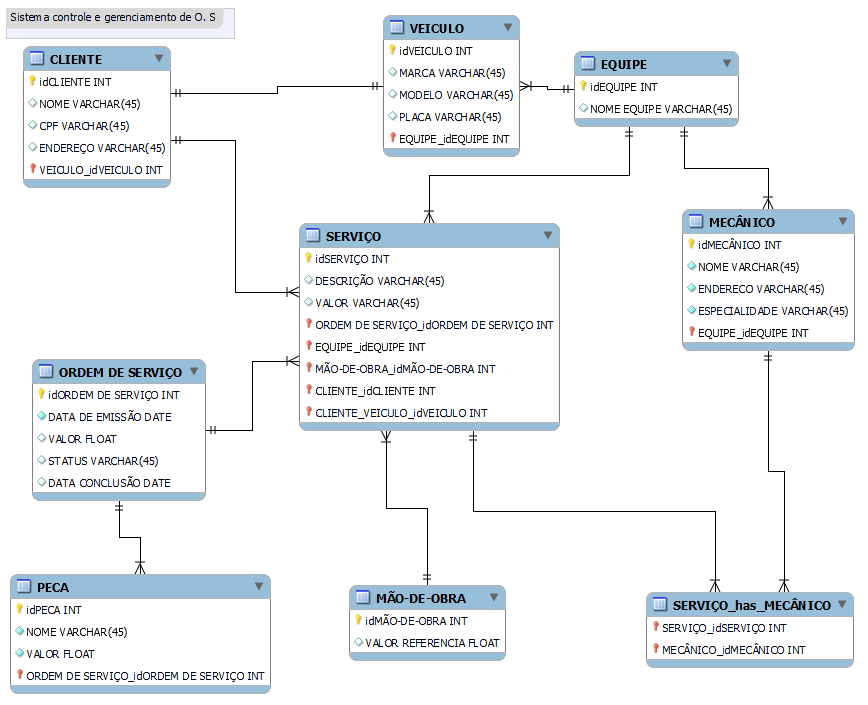 Sistema controle e gerenciamento de O. S
CLIENTE
idCLIENTE INT
NOME VARCHAR(45)
CPF VARCHAR(45)
ENDEREÇO VARCHAR(45)
VEICULO_idVEICULO INT
VEICULO
idVEICULO INT
MARCA VARCHAR(45)
MODELO VARCHAR(45)
PLACA VARCHAR(45)
EQUIPE_idEQUIPE INT
EQUIPE
idEQUIPE INT
NOME EQUIPE VARCHAR(45)
SERVIÇO
idSERVIÇO INT
DESCRIÇÃO VARCHAR(45)
VALOR VARCHAR(45)
ORDEM DE SERVIÇO_idORDEM DE SERVIÇO INT
EQUIPE_idEQUIPE INT
MÃO-DE-OBRA_idMÃO-DE-OBRA INT
CLIENTE_idCLIENTE INT
CLIENTE_VEICULO_idVEICULO INT
MECÂNICO
idMECÂNICO INT
NOME VARCHAR(45)
ENDERECO VARCHAR(45)
ESPECIALIDADE VARCHAR(45)
EQUIPE_idEQUIPE INT
ORDEM DE SERVIÇO
idORDEM DE SERVIÇO INT
DATA DE EMISSÃO DATE
VALOR FLOAT
STATUS VARCHAR(45)
DATA CONCLUSÃO DATE
PECA
idPECA INT
NOME VARCHAR(45)
VALOR FLOAT
ORDEM DE SERVIÇO_idORDEM DE SERVIÇO INT
MÃO-DE-OBRA
idMÃO-DE-OBRA INT
VALOR REFERENCIA FLOAT
SERVIÇO_has_MECÂNICO
SERVIÇO_idSERVIÇO INT
MECÂNICO_idMECÂNICO INT